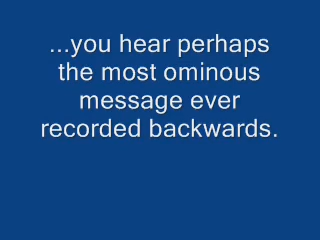 ...you hear perhaps
the most ominous
message ever
recorded backwards.